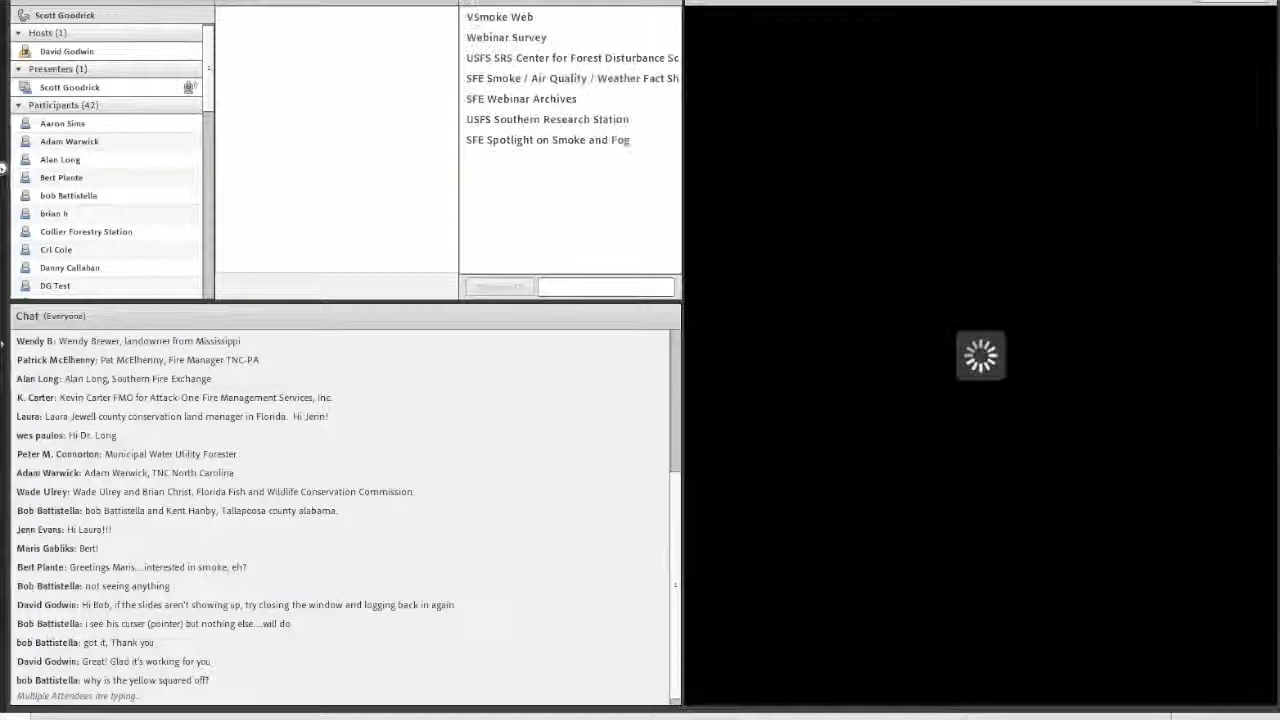 Scott Goodrick
Hosts (1)
David Godwin
Presenters (1)
Scott Goodrick
Participants (42)
Aaron Sims
Adam Warwick
Alan Long
Bert Plante
bob Battistella
brian h
Collier Forestry Station
Crl Cole
Danny Callahan
DG Test
VSmoke Web
Webinar Survey
USFS SRS Center for Forest Disturbance Sc
SFE Smoke / Air Quality / Weather Fact Sh
SFE Webinar Archives
USFS Southern Research Station
SFE Spotlight on Smoke and Fog
Chat (Everyone)
Wendy B: Wendy Brewer, landowner from Mississippi
Patrick McElhenny: Pat McElhenny, Fire Manager TNC-PA
Alan Long: Alan Long, Southern Fire Exchange
K. Carter: Kevin Carter FMO for Attack-One Fire Management Services, Inc.
Laura: Laura Jewell county conservation land manager in Florida. Hi Jenn!
wes paulos: Hi Dr. Long
Peter M. Connorton: Municipal Water Utility Forester
Adam Warwick: Adam Warwick, TNC North Carolina
Wade Ulrey: Wade Ulrey and Brian Christ, Florida Fish and Wildlife Conservation Commission
Bob Battistella: bob Battistella and Kent Hanby, Tallapoosa county alabama.
Jenn Evans: Hi Laura!!!
Maris Gabliks: Bert!
Bert Plante: Greetings Maris...interested in smoke, eh?
Bob Battistella: not seeing anything
David Godwin: Hi Bob, if the slides aren't showing up, try closing the window and logging back in again
Bob Battistella: i see his curser (pointer) but nothing else....will do
bob Battistella: got it, Thank you
David Godwin: Great! Glad it's working for you
bob Battistella: why is the yellow squared off?
Multiple Attendees are typing...